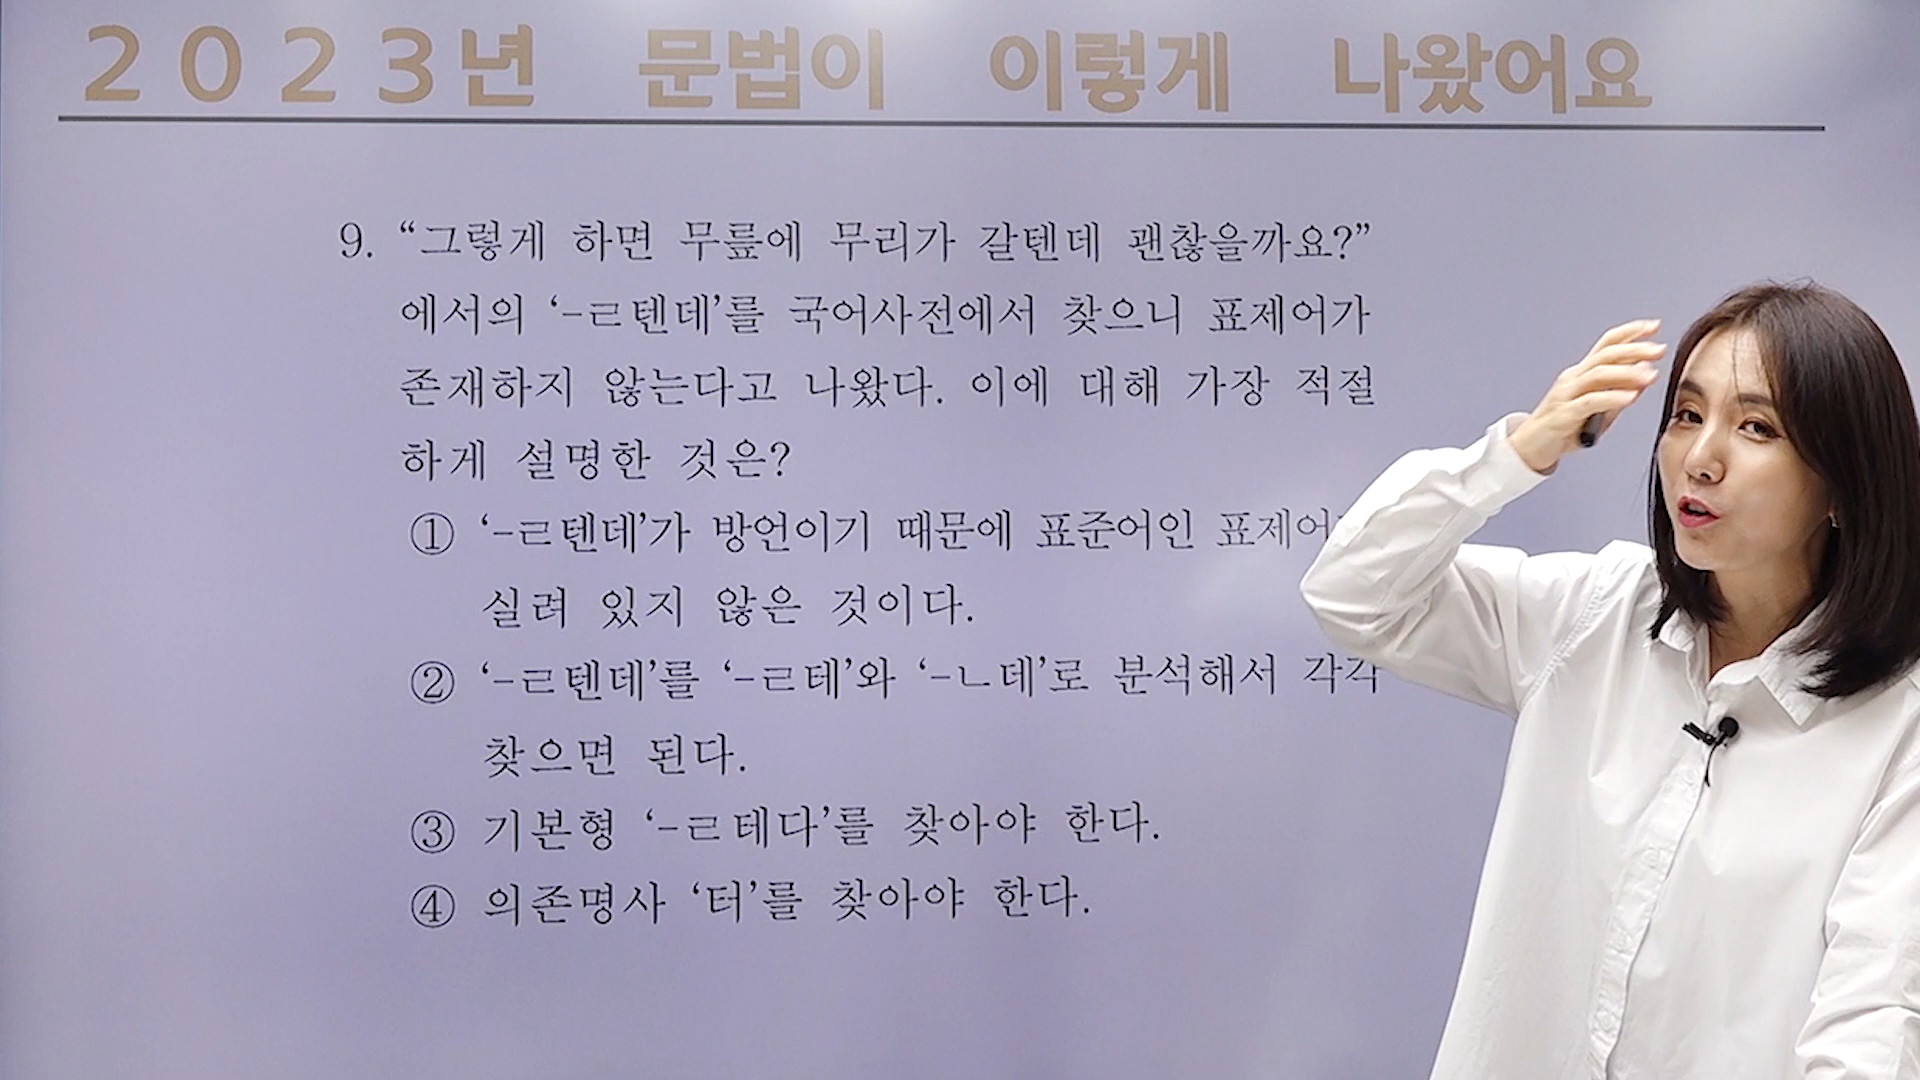 2023년 문법이 이렇게 나왔어요
9. “그렇게 하면 무릎에 무리가 갈텐데 괜찮을까요?”
에서의 ‘-ㄹ텐데’를 국어사전에서 찾으니 표제어가
존재하지 않는다고 나왔다. 이에 대해 가장 적절
하게 설명한 것은?
① ‘-ㄹ텐데’가 방언이기 때문에 표준어인
실려 있지 않은 것이다.
② ‘-ㄹ텐데’를 ‘-ㄹ테’와 ‘-ㄴ데’로 분석해서 각각
찾으면 된다.
③ 기본형 ‘-ㄹ테다’를 찾아야 한다.
④ 의존명사 ‘터’를 찾아야 한다.